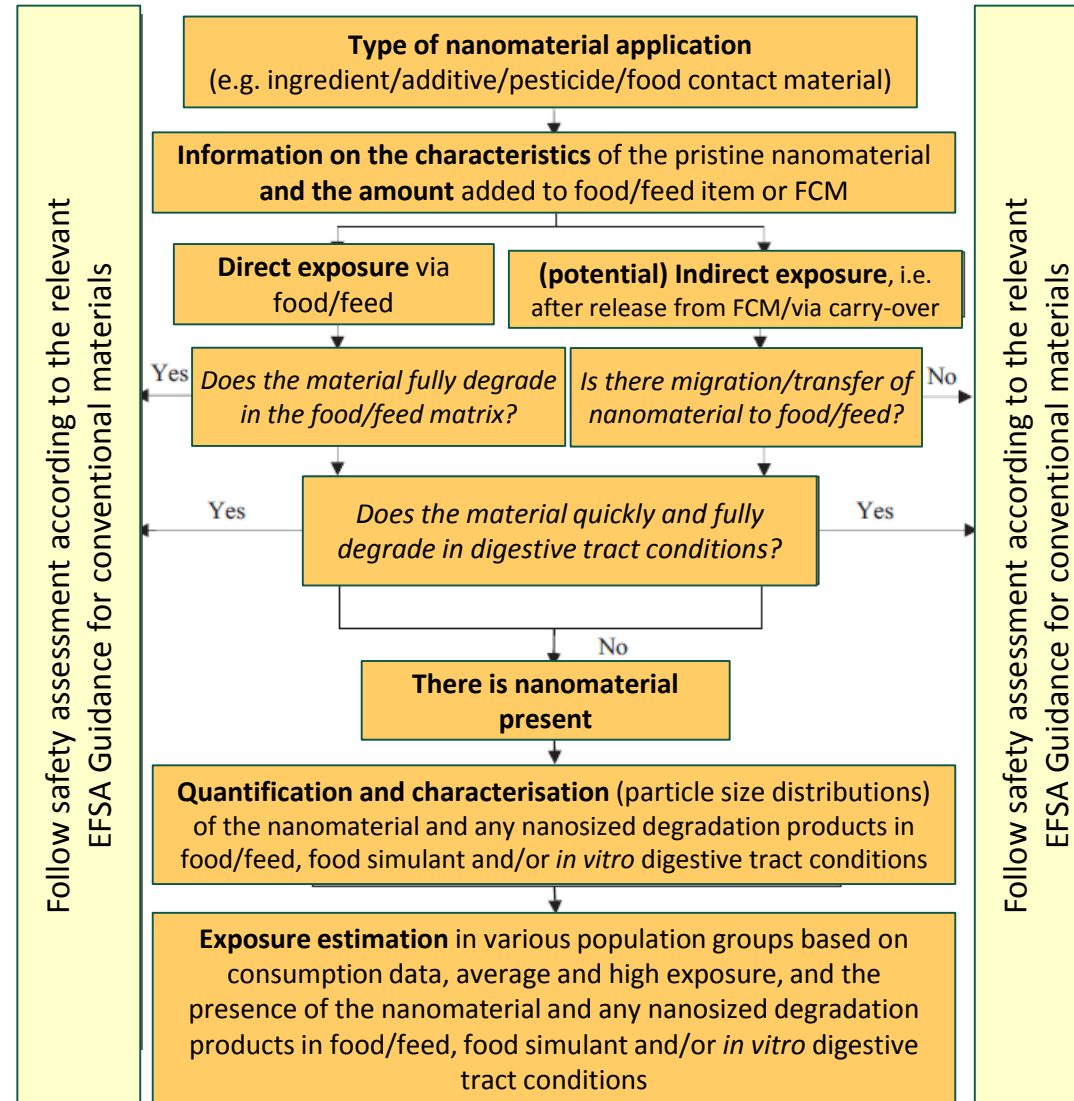 Type of nanomaterial application
(e.g. ingredient/additive/pesticide/food contact material)
Information on the characteristics of the pristine nanomaterial
and the amount added to food/feed item or FCM
Direct exposure via
food/feed
(potential) Indirect exposure, i.e.
after release from FCM/via carry-over
Yes
Does the material fully degrade
in the food/feed matrix?
Is there migration/transfer of
nanomaterial to food/feed?
No
Yes
Does the material quickly and fully
degrade in digestive tract conditions?
Yes
No
There is nanomaterial
present
Quantification and characterisation (particle size distributions)
of the nanomaterial and any nanosized degradation products in
food/feed, food simulant and/or in vitro digestive tract conditions
Exposure estimation in various population groups based on
consumption data, average and high exposure, and the
presence of the nanomaterial and any nanosized degradation
products in food/feed, food simulant and/or in vitro digestive
tract conditions
Follow safety assessment according to the relevant
EFSA Guidance for conventional materials
Follow safety assessment according to the relevant
EFSA Guidance for conventional materials